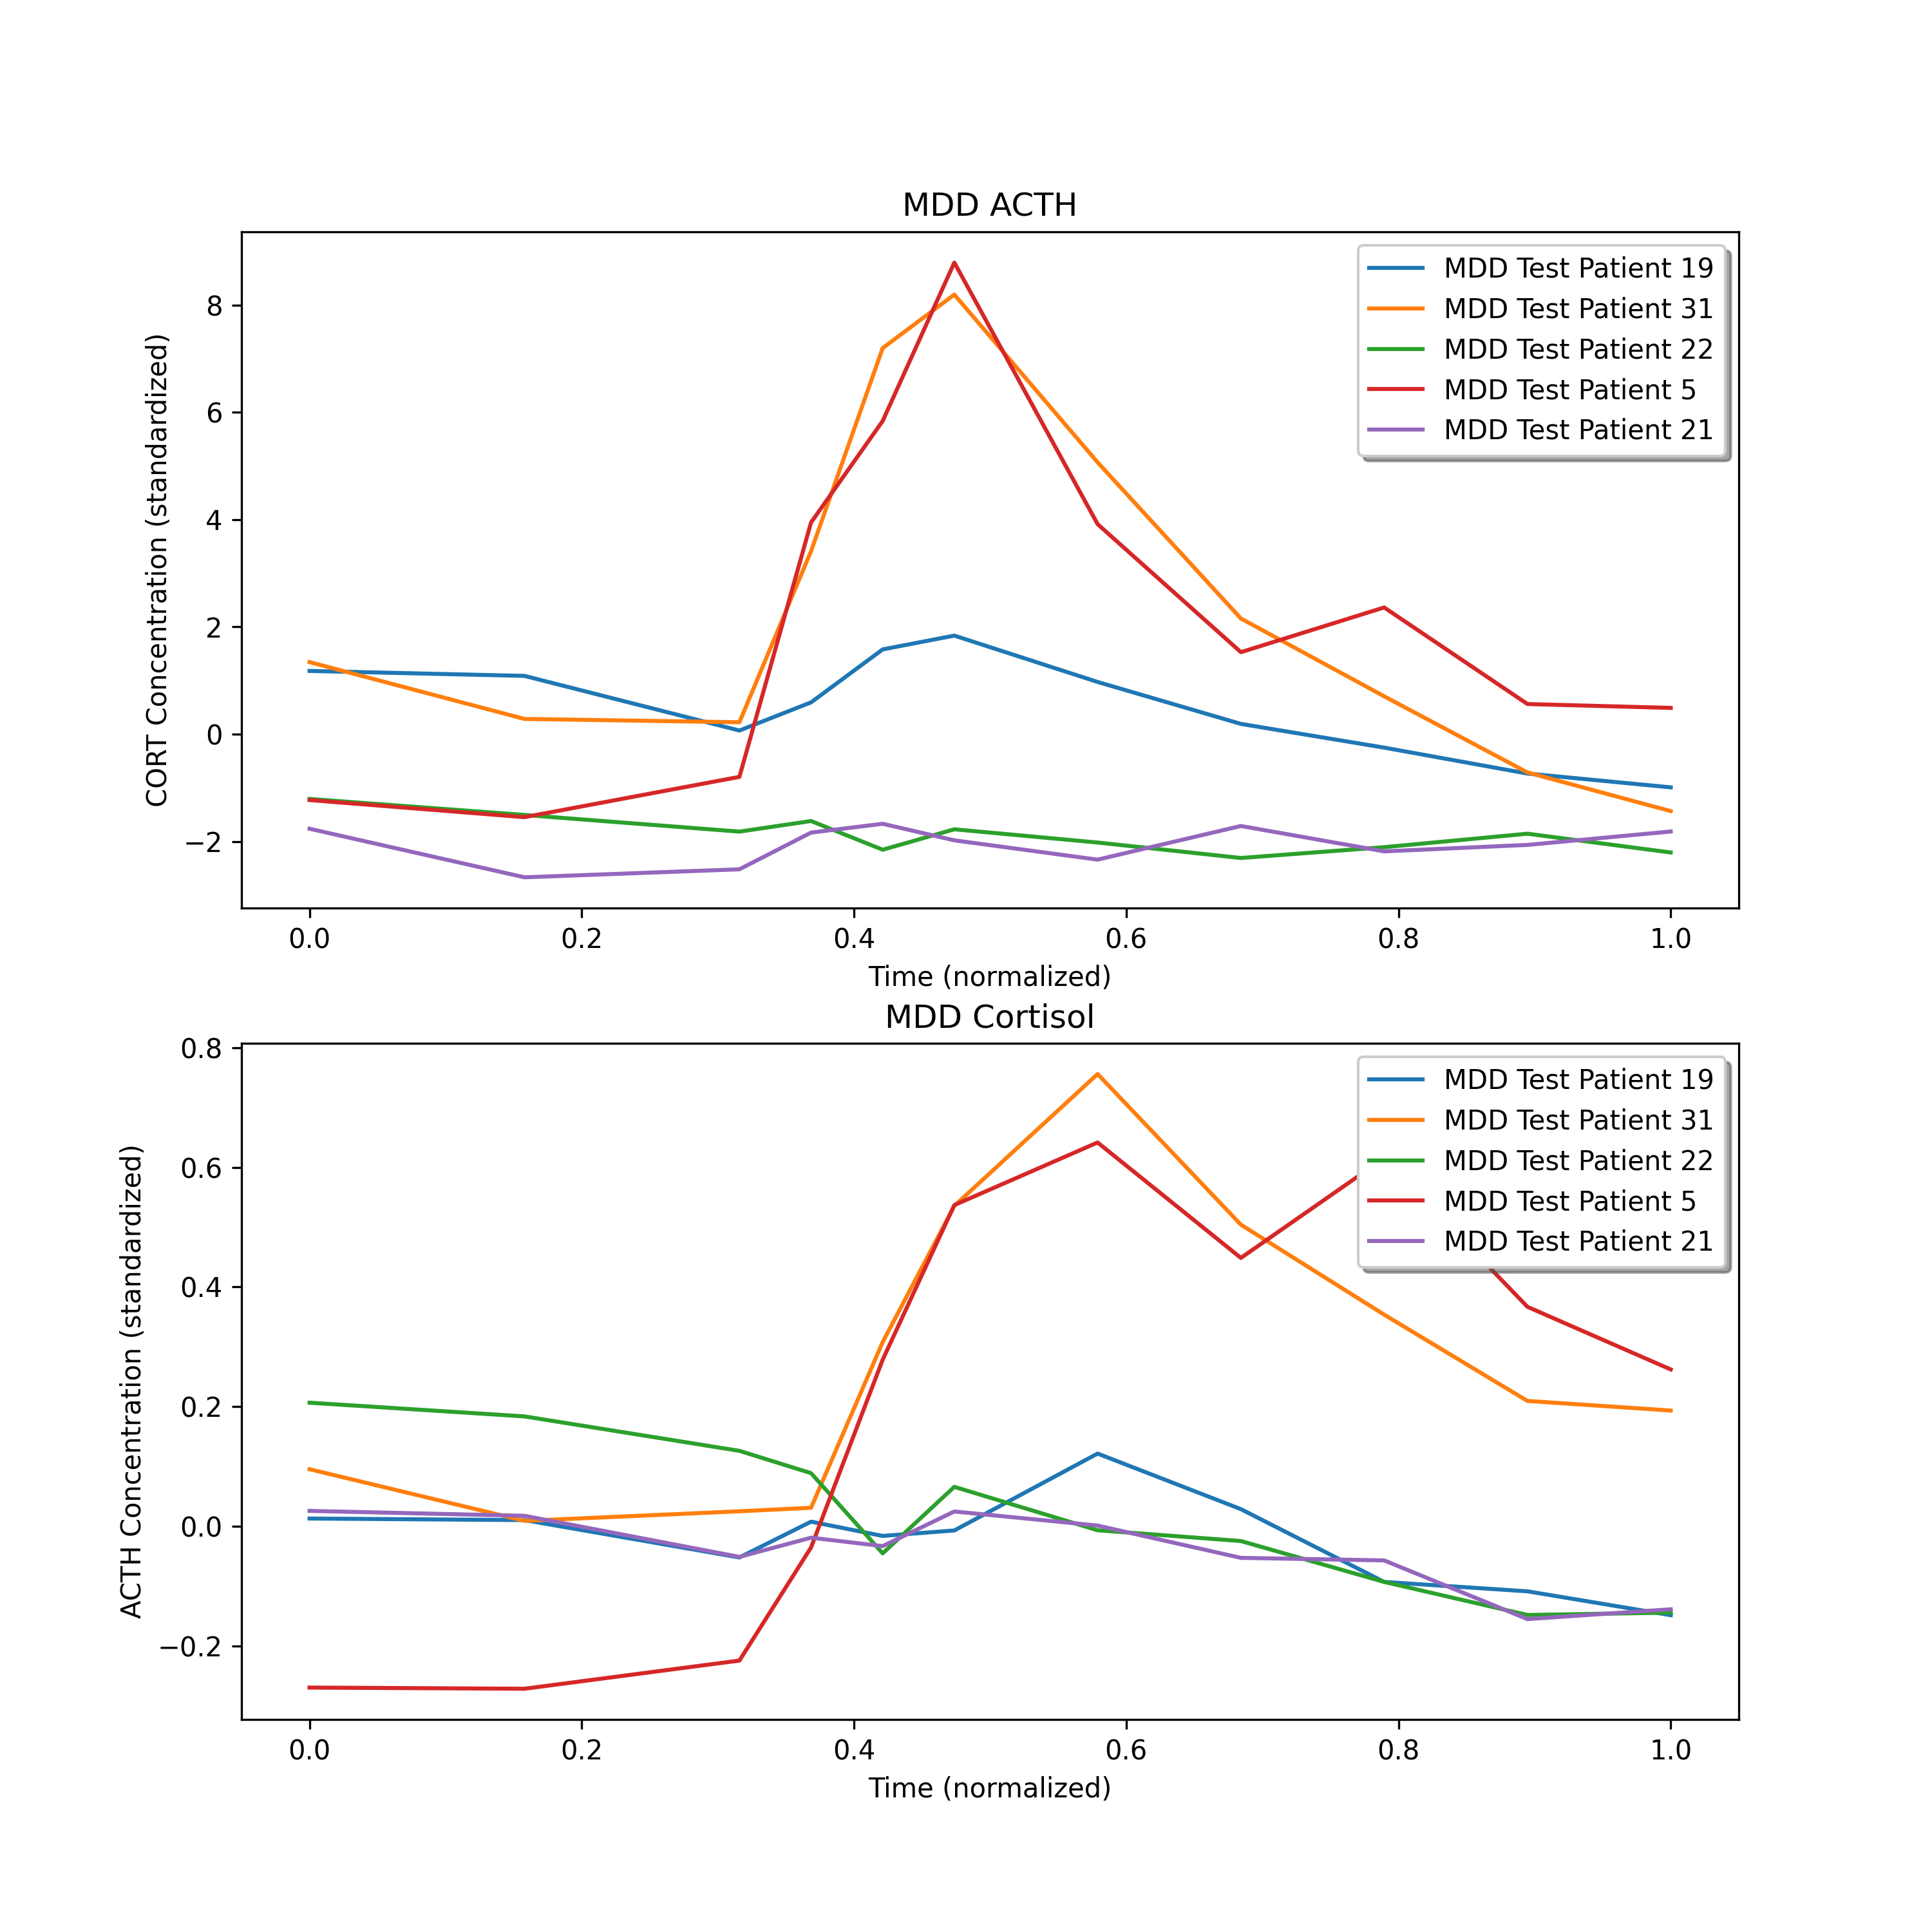 MDD ACTH
CORT Concentration (standardized)
8
6
4
2
0
−2
MDD Test Patient 19
MDD Test Patient 31
MDD Test Patient 22
MDD Test Patient 5
MDD Test Patient 21
0.0 0.2 0.4 0.6 0.8 1.0
Time (normalized)
MDD Cortisol
ACTH Concentration (standardized)
0.8
0.6
0.4
0.2
0.0
−0.2
MDD Test Patient 19
MDD Test Patient 31
MDD Test Patient 22
MDD Test Patient 5
MDD Test Patient 21
0.0 0.2 0.4 0.6 0.8 1.0
Time (normalized)